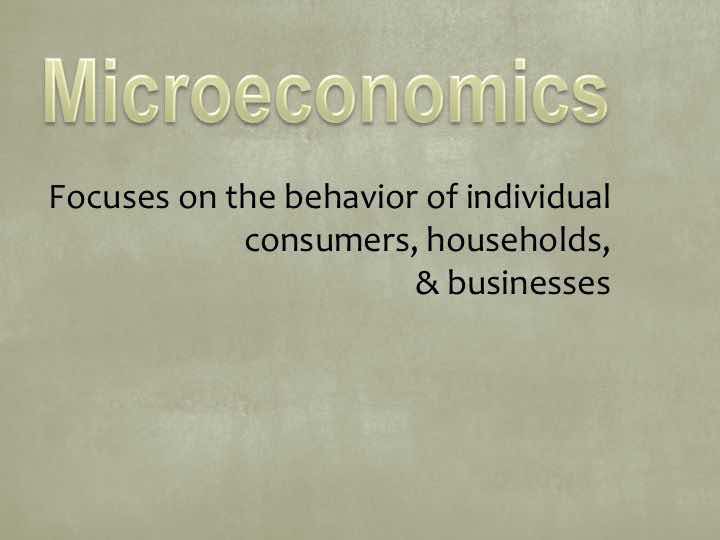 Microeconomics
Focuses on the behavior of individual
consumers, households,
& businesses